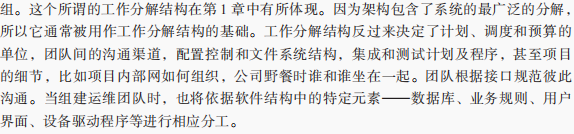 组。这个所谓的工作分解结构在第 1 章中有所体现。因为架构包含了系统的最广泛的分解，
所以它通常被用作工作分解结构的基础。工作分解结构反过来决定了计划、调度和预算的
单位，团队间的沟通渠道，配置控制和文件系统结构，集成和测试计划及程序，甚至项目
的细节，比如项目内部网如何组织，公司野餐时谁和谁坐在一起。团队根据接口规范彼此
沟通。当组建运维团队时，也将依据软件结构中的特定元素——数据库、业务规则、用户
界面、设备驱动程序等进行相应分工。